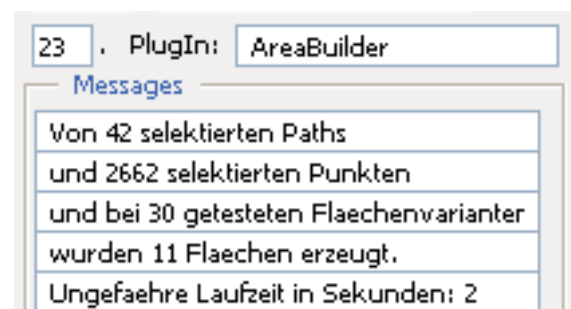 23 . PlugIn: AreaBuilder
Messages
Von 42 selektierten Paths
und 2662 selektierten Punkten
und bei 30 getesteten Flaechenvarianter
wurden 11 Flaechen erzeugt.
Ungefaehre Laufzeit in Sekunden: 2